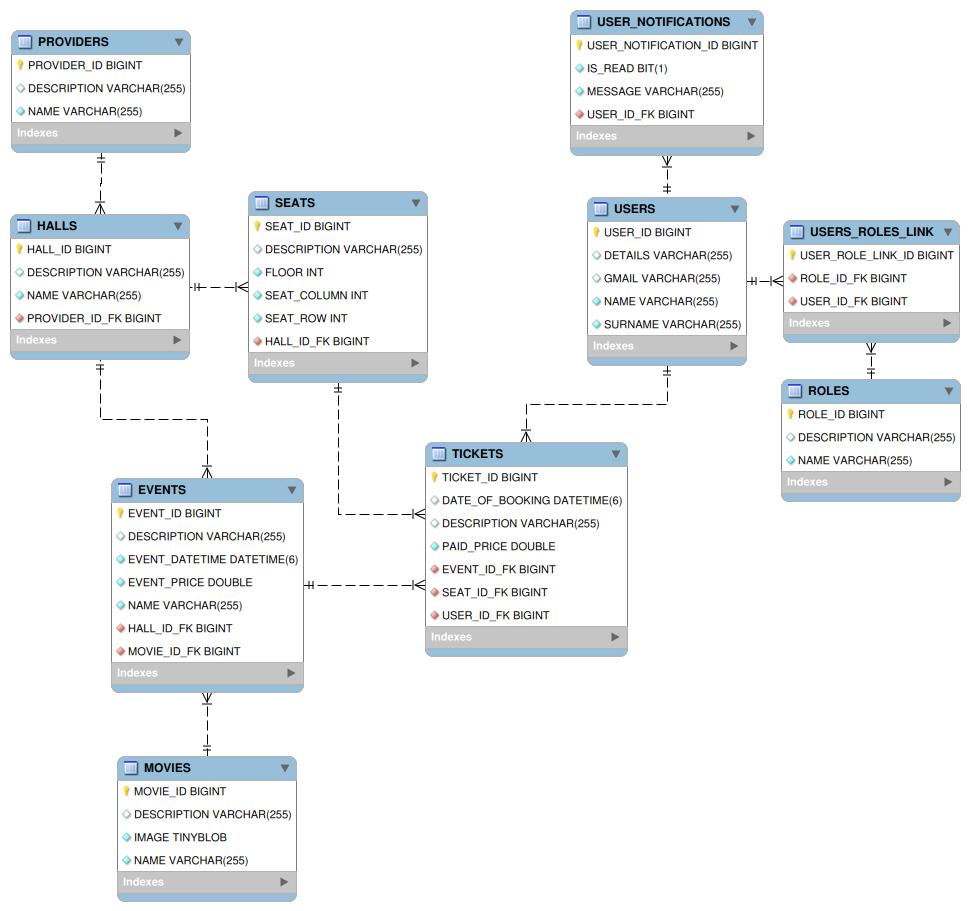 PROVIDERS
PROVIDER_ID BIGINT
DESCRIPTION VARCHAR(255)
NAME VARCHAR(255)
Indexes
HALLS
HALL_ID BIGINT
DESCRIPTION VARCHAR(255)
NAME VARCHAR(255)
PROVIDER_ID_FK BIGINT
Indexes
SEATS
SEAT_ID BIGINT
DESCRIPTION VARCHAR(255)
FLOOR INT
SEAT_COLUMN INT
SEAT_ROW INT
HALL_ID_FK BIGINT
Indexes
USER_NOTIFICATIONS
USER_NOTIFICATION_ID BIGINT
IS_READ BIT(1)
MESSAGE VARCHAR(255)
USER_ID_FK BIGINT
Indexes
USERS
USER_ID BIGINT
DETAILS VARCHAR(255)
GMAIL VARCHAR(255)
NAME VARCHAR(255)
SURNAME VARCHAR(255)
Indexes
USERS_ROLES_LINK
USER_ROLE_LINK_ID BIGINT
ROLE_ID_FK BIGINT
USER_ID_FK BIGINT
Indexes
ROLES
ROLE_ID BIGINT
DESCRIPTION VARCHAR(255)
NAME VARCHAR(255)
Indexes
TICKETS
TICKET_ID BIGINT
DATE_OF_BOOKING DATETIME(6)
DESCRIPTION VARCHAR(255)
PAID_PRICE DOUBLE
EVENT_ID_FK BIGINT
SEAT_ID_FK BIGINT
USER_ID_FK BIGINT
Indexes
EVENTS
EVENT_ID BIGINT
DESCRIPTION VARCHAR(255)
EVENT_DATETIME DATETIME(6)
EVENT_PRICE DOUBLE
NAME VARCHAR(255)
HALL_ID_FK BIGINT
MOVIE_ID_FK BIGINT
Indexes
MOVIES
MOVIE_ID BIGINT
DESCRIPTION VARCHAR(255)
IMAGE TINYBLOB
NAME VARCHAR(255)
Indexes